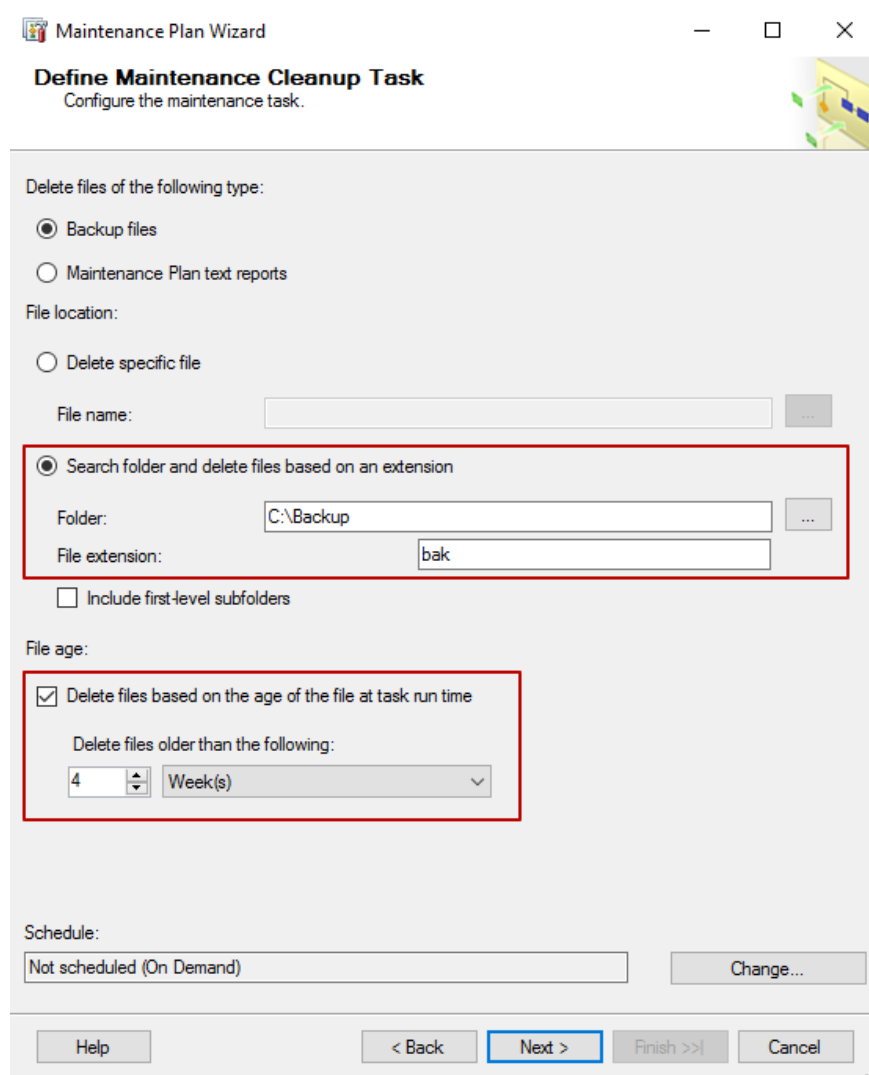 Maintenance Plan Wizard
Define Maintenance Cleanup Task
Configure the maintenance task.
Delete files of the following type:
Backup files
Maintenance Plan text reports
File location:
Delete specific file
File name:
...
Search folder and delete files based on an extension
Folder: C:\Backup ...
File extension: bak
Include first-level subfolders
File age:
Delete files based on the age of the file at task run time
Delete files older than the following:
4 Week(s)
Schedule:
Not scheduled (On Demand) Change...
Help < Back Next > Finish >>| Cancel